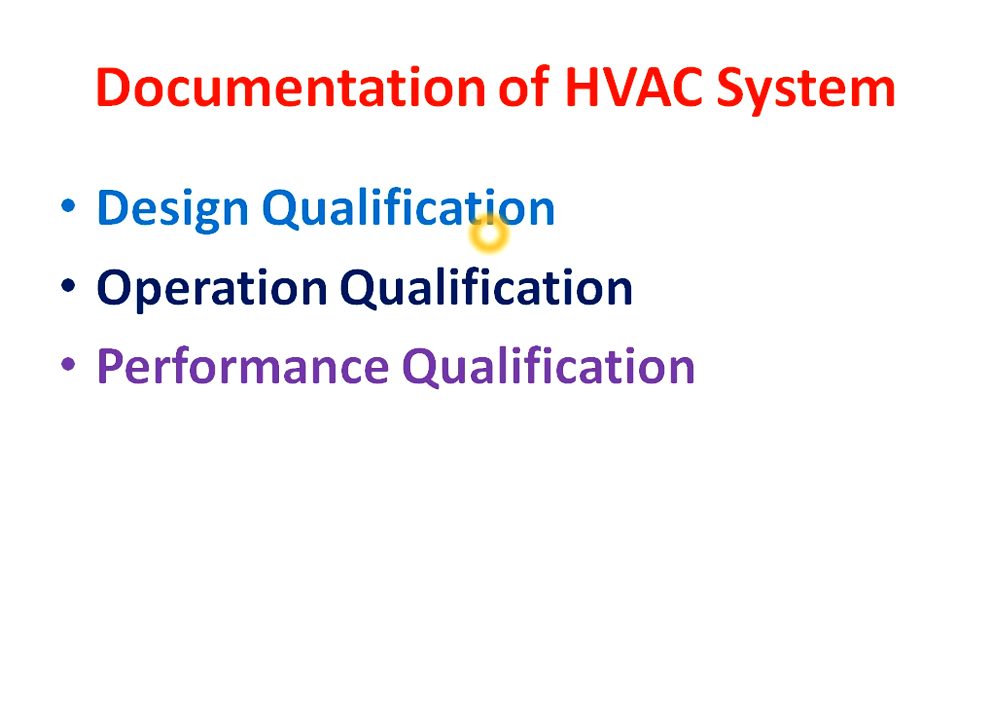 Documentation of HVAC System
• Design Qualification
• Operation Qualification
• Performance Qualification